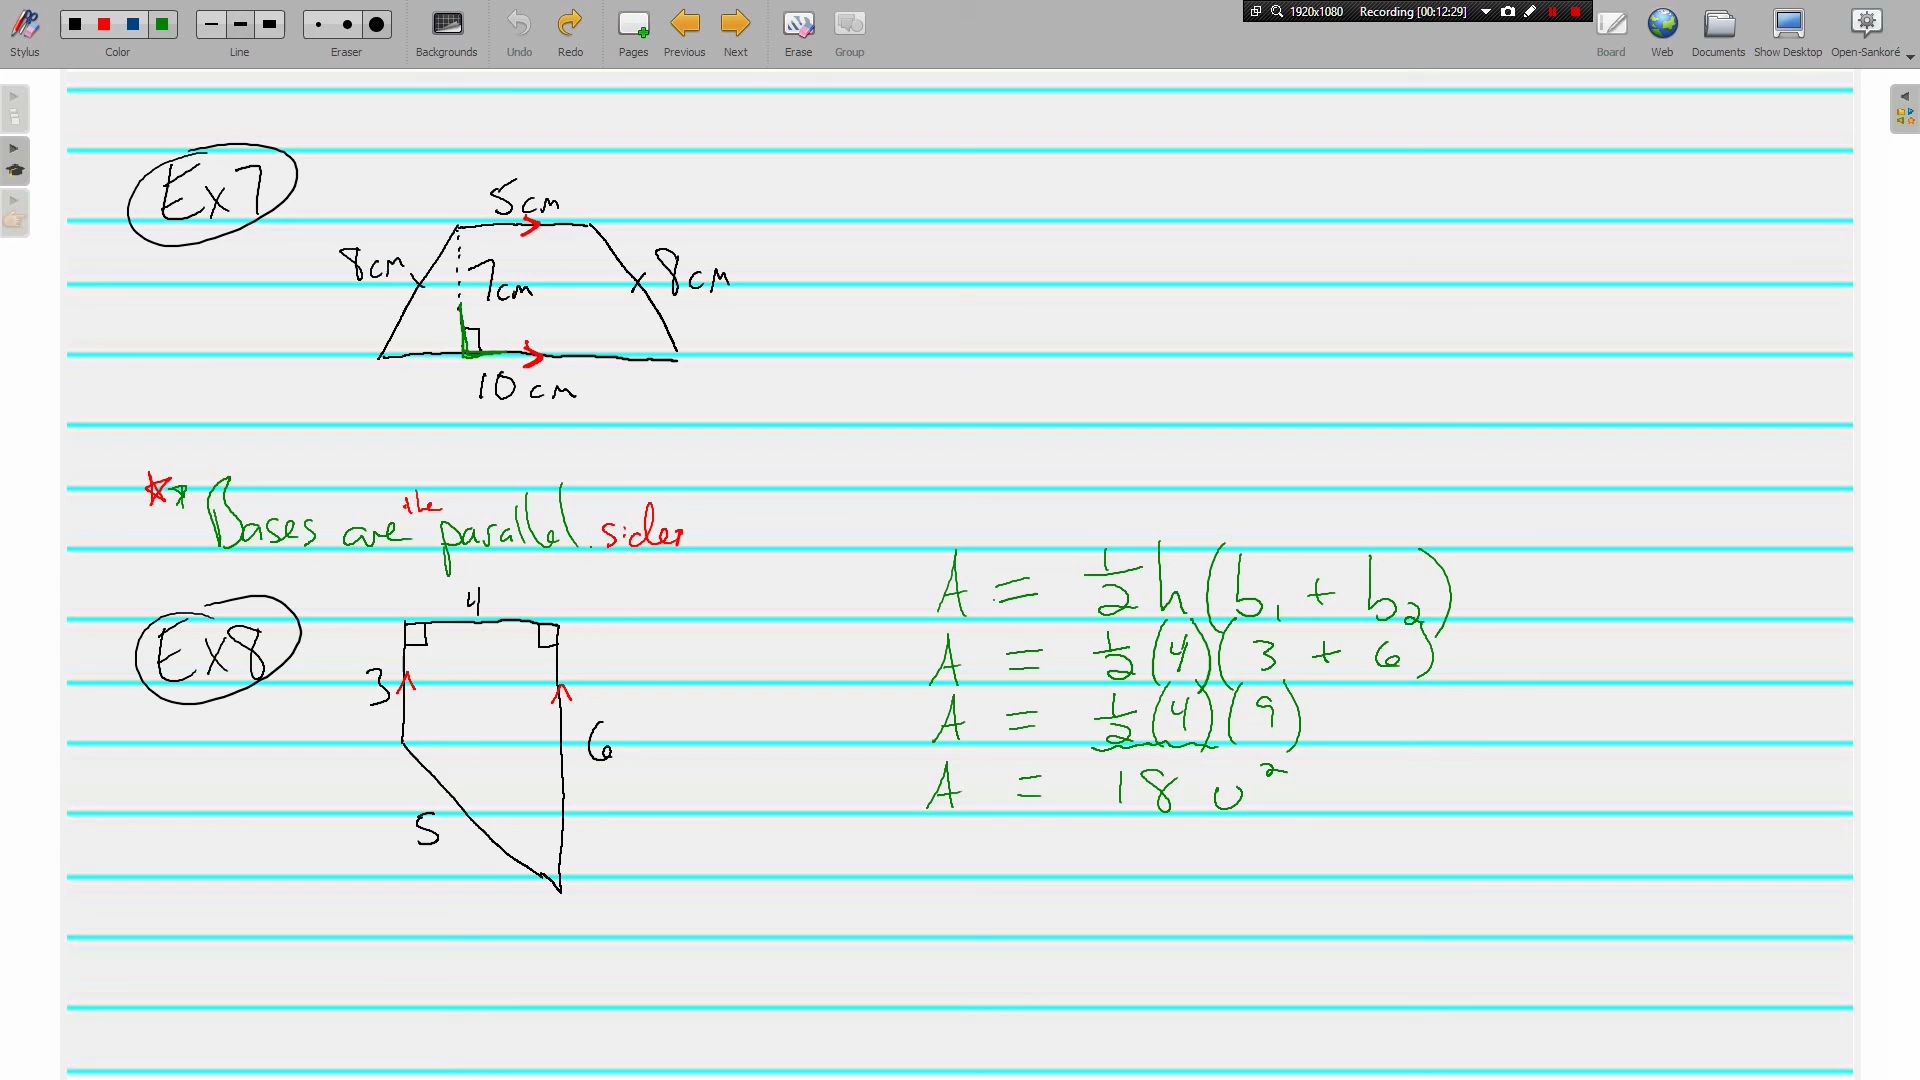 1920x1080 Recording [00:12:29]
Stylus Color Line Eraser Backgrounds Undo Redo Pages Previous Next Erase Group Board Web Documents Show Desktop Open-Sankoré
Ex7
5cm
8cm
7cm
8cm
10cm
Bases are the parallel sides
Ex8
4
3
6
5
A = 1/2 h(b₁ + b₂)
A = 1/2 (4)(3 + 6)
A = 1/2 (4)(9)
A = 18 u²